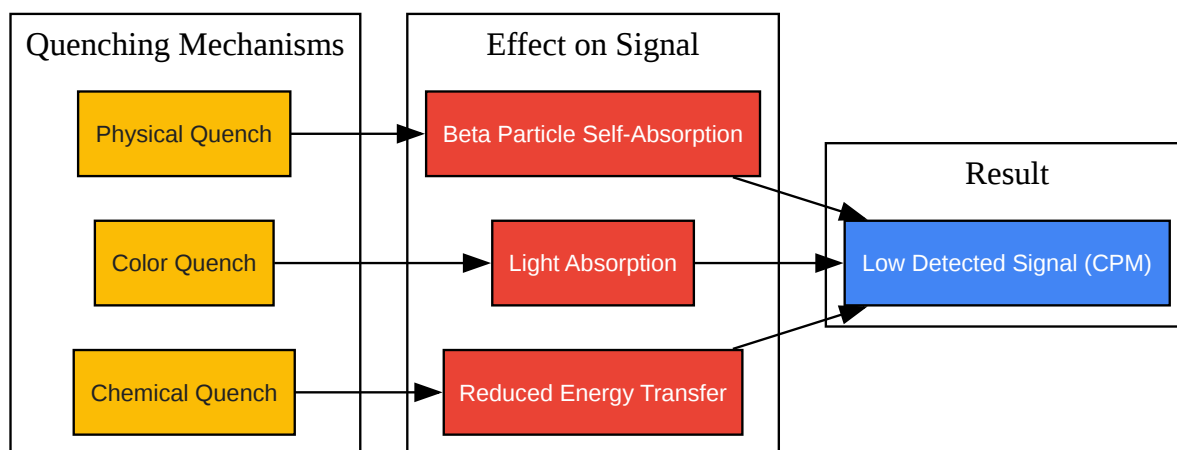 Quenching Mechanisms
Physical Quench
Color Quench
Chemical Quench
Effect on Signal
Beta Particle Self-Absorption
Light Absorption
Reduced Energy Transfer
Result
Low Detected Signal (CPM)